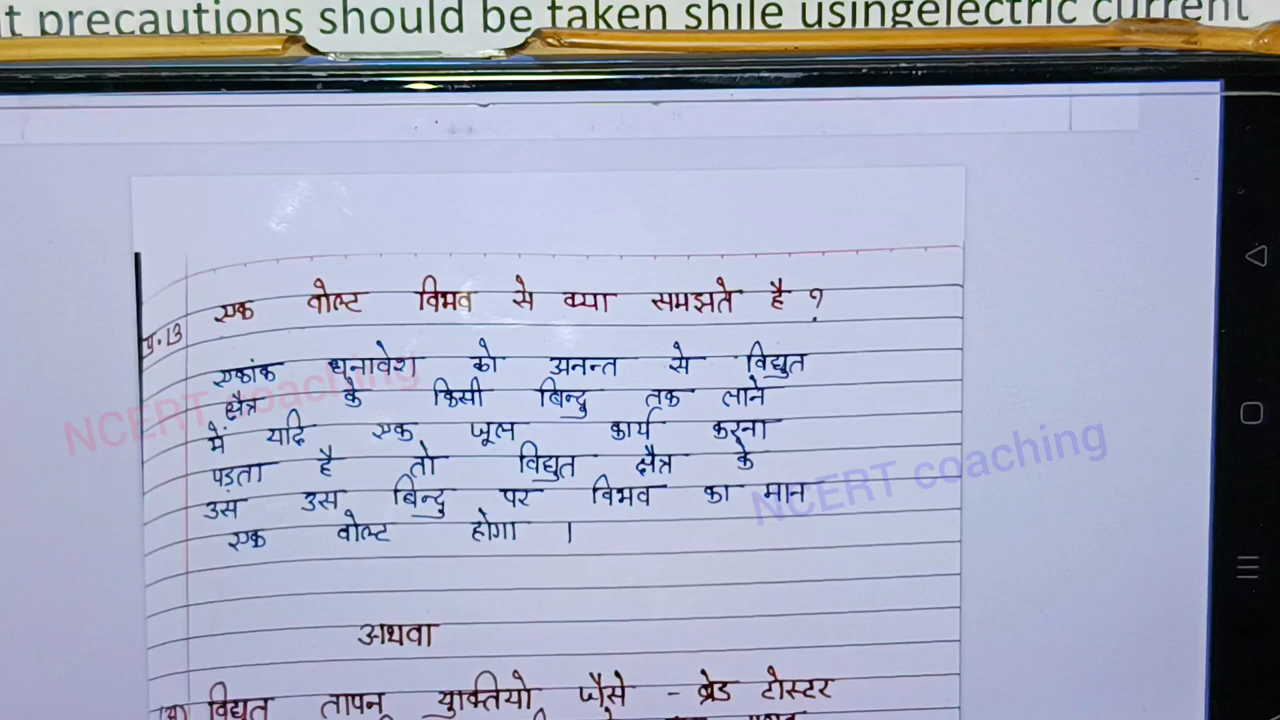 t precautions should be taken shile usingelectric current
प्र.13 एक वोल्ट विभव से क्या समझते है ?
एकांक धनावेश को अनन्त से विद्युत
क्षैत्र के किसी बिन्दु तक लाने
में यदि एक जूल कार्य करना
पड़ता है तो विद्युत क्षैत्र के
उस उस बिन्दु पर विभव का मान
एक वोल्ट होगा ।
NCERT coaching
NCERT coaching
अथवा
(अ) विद्युत तापन युक्तियो जैसे - ब्रेड टोस्टर